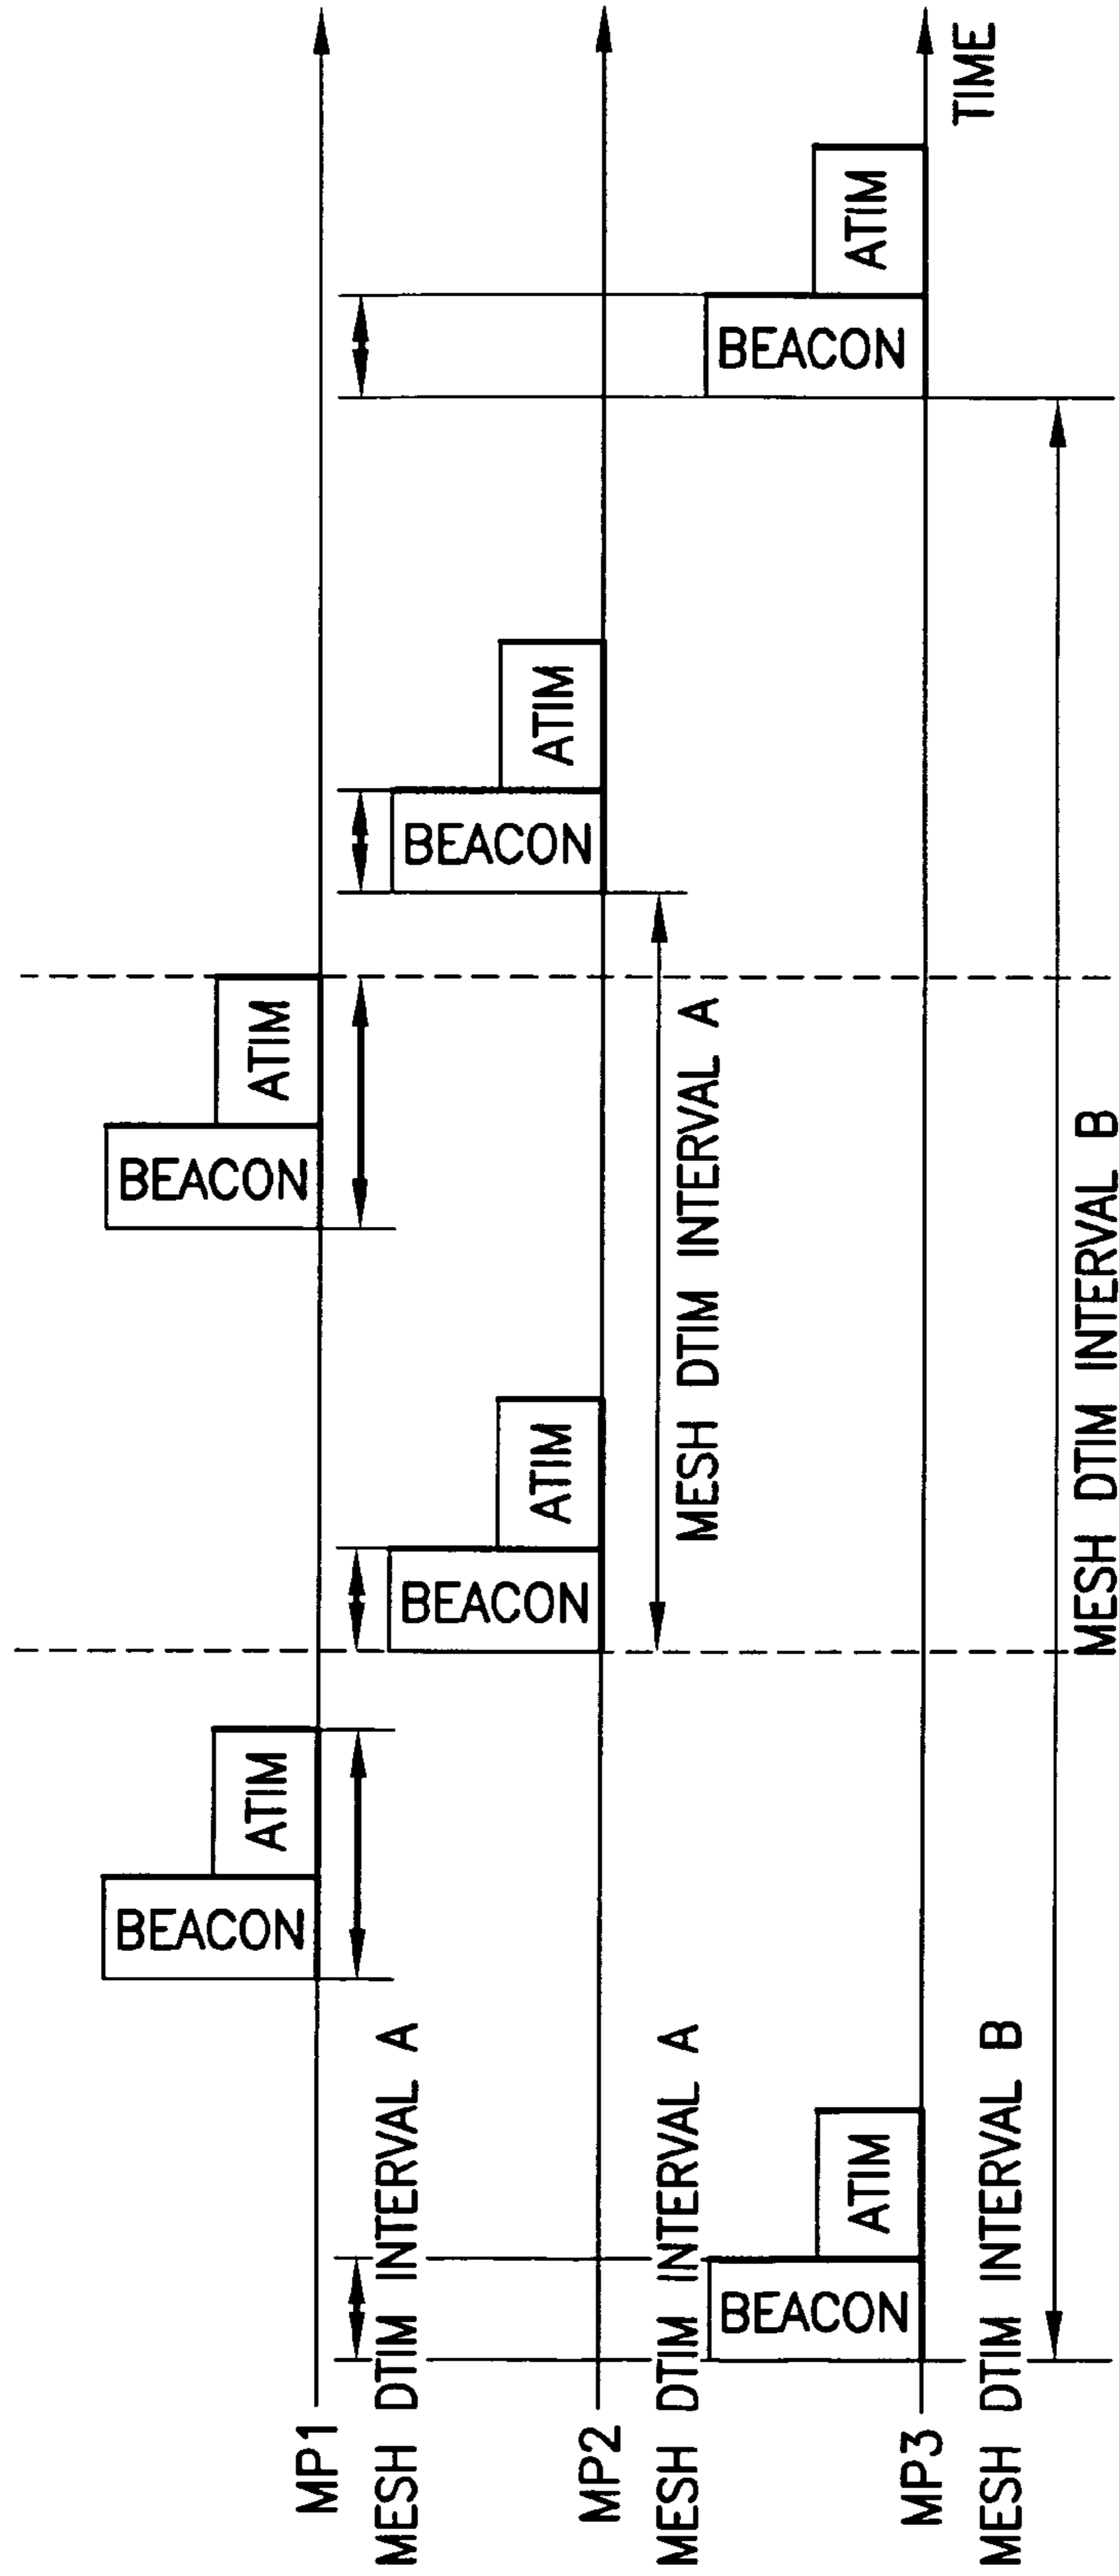 MP1
MESH DTIM INTERVAL A
BEACON
ATIM
BEACON
ATIM
MP2
MESH DTIM INTERVAL A
BEACON
ATIM
BEACON
ATIM
MESH DTIM INTERVAL A
MP3
MESH DTIM INTERVAL B
BEACON
ATIM
BEACON
ATIM
TIME
MESH DTIM INTERVAL B